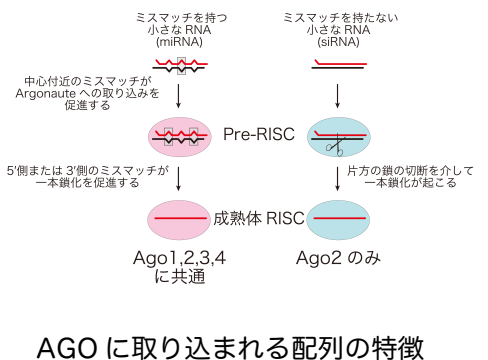 ミスマッチを持つ
小さな RNA
(miRNA)
ミスマッチを持たない
小さな RNA
(siRNA)
中心付近のミスマッチが
Argonaute への取り込みを
促進する
Pre-RISC
5′側または 3′側のミスマッチが
一本鎖化を促進する
片方の鎖の切断を介して
一本鎖化が起こる
成熟体 RISC
Ago1,2,3,4
に共通
Ago2 のみ
AGO に取り込まれる配列の特徴